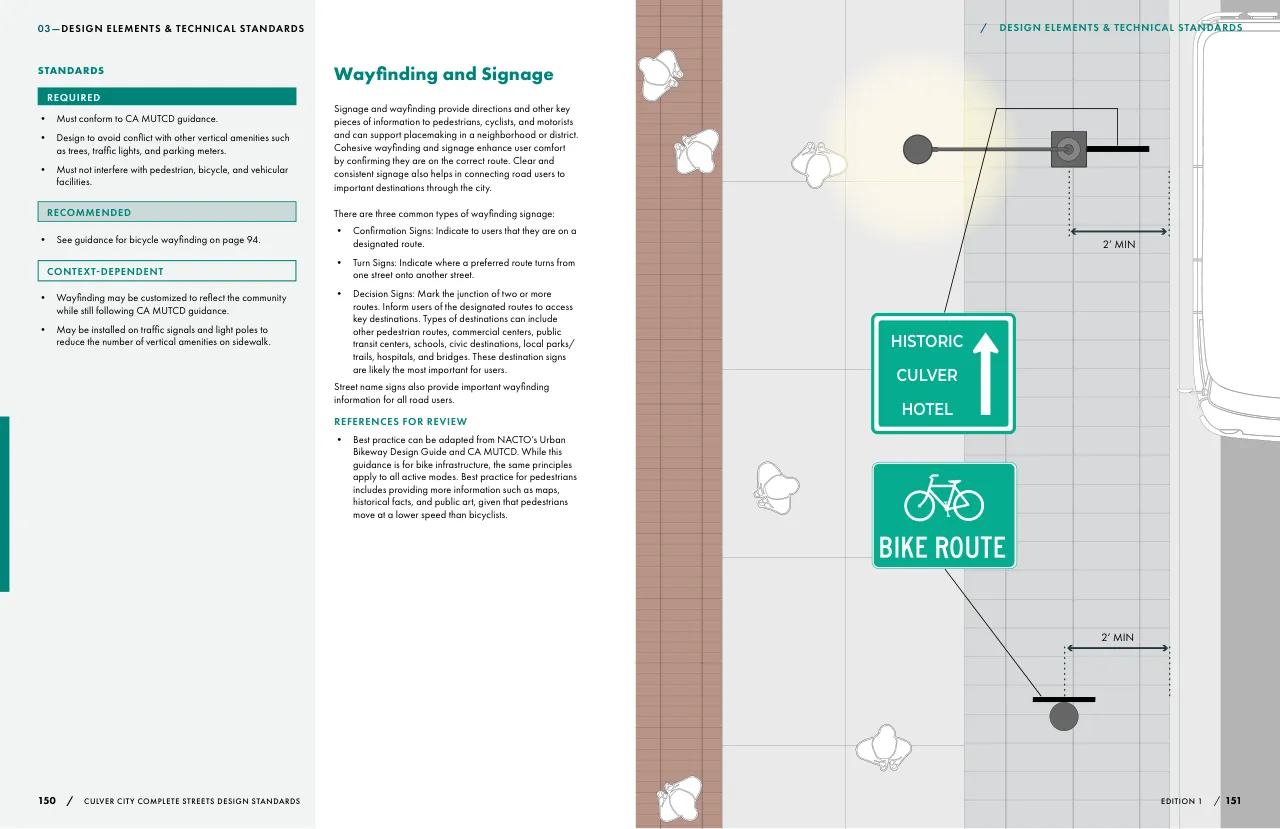 03—DESIGN ELEMENTS & TECHNICAL STANDARDS
STANDARDS
REQUIRED
• Must conform to CA MUTCD guidance.
• Design to avoid conflict with other vertical amenities such
as trees, traffic lights, and parking meters.
• Must not interfere with pedestrian, bicycle, and vehicular
facilities.
RECOMMENDED
• See guidance for bicycle wayfinding on page 94.
CONTEXT-DEPENDENT
• Wayfinding may be customized to reflect the community
while still following CA MUTCD guidance.
• May be installed on traffic signals and light poles to
reduce the number of vertical amenities on sidewalk.
Wayfinding and Signage
Signage and wayfinding provide directions and other key
pieces of information to pedestrians, cyclists, and motorists
and can support placemaking in a neighborhood or district.
Cohesive wayfinding and signage enhance user comfort
by confirming they are on the correct route. Clear and
consistent signage also helps in connecting road users to
important destinations through the city.
There are three common types of wayfinding signage:
• Confirmation Signs: Indicate to users that they are on a
designated route.
• Turn Signs: Indicate where a preferred route turns from
one street onto another street.
• Decision Signs: Mark the junction of two or more
routes. Inform users of the designated routes to access
key destinations. Types of destinations can include
other pedestrian routes, commercial centers, public
transit centers, schools, civic destinations, local parks/
trails, hospitals, and bridges. These destination signs
are likely the most important for users.
Street name signs also provide important wayfinding
information for all road users.
REFERENCES FOR REVIEW
• Best practice can be adapted from NACTO’s Urban
Bikeway Design Guide and CA MUTCD. While this
guidance is for bike infrastructure, the same principles
apply to all active modes. Best practice for pedestrians
includes providing more information such as maps,
historical facts, and public art, given that pedestrians
move at a lower speed than bicyclists.
150 / CULVER CITY COMPLETE STREETS DESIGN STANDARDS
/ DESIGN ELEMENTS & TECHNICAL STANDARDS
2’ MIN
HISTORIC
CULVER
HOTEL
BIKE ROUTE
2’ MIN
EDITION 1 / 151